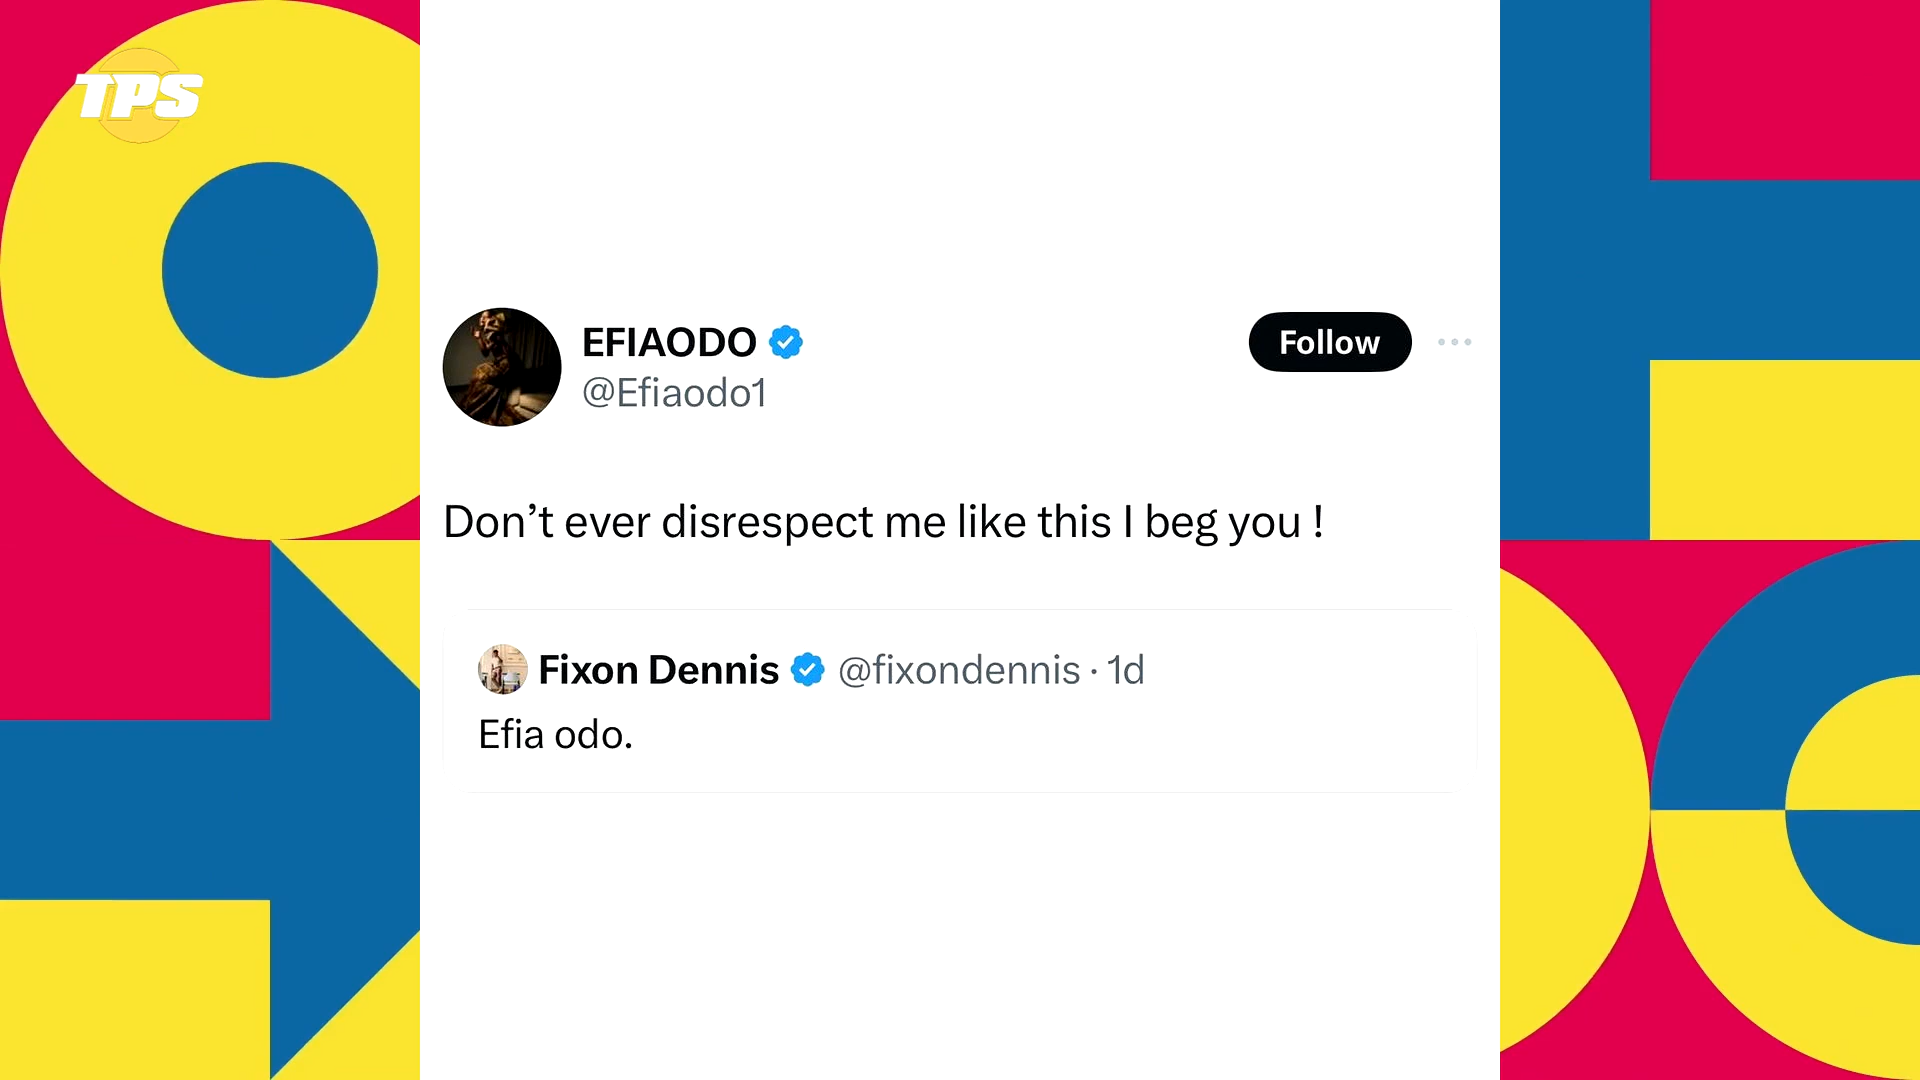 TPS
EFIAODO
@Efiaodo1
Follow
Don’t ever disrespect me like this I beg you !
Fixon Dennis @fixondennis · 1d
Efia odo.